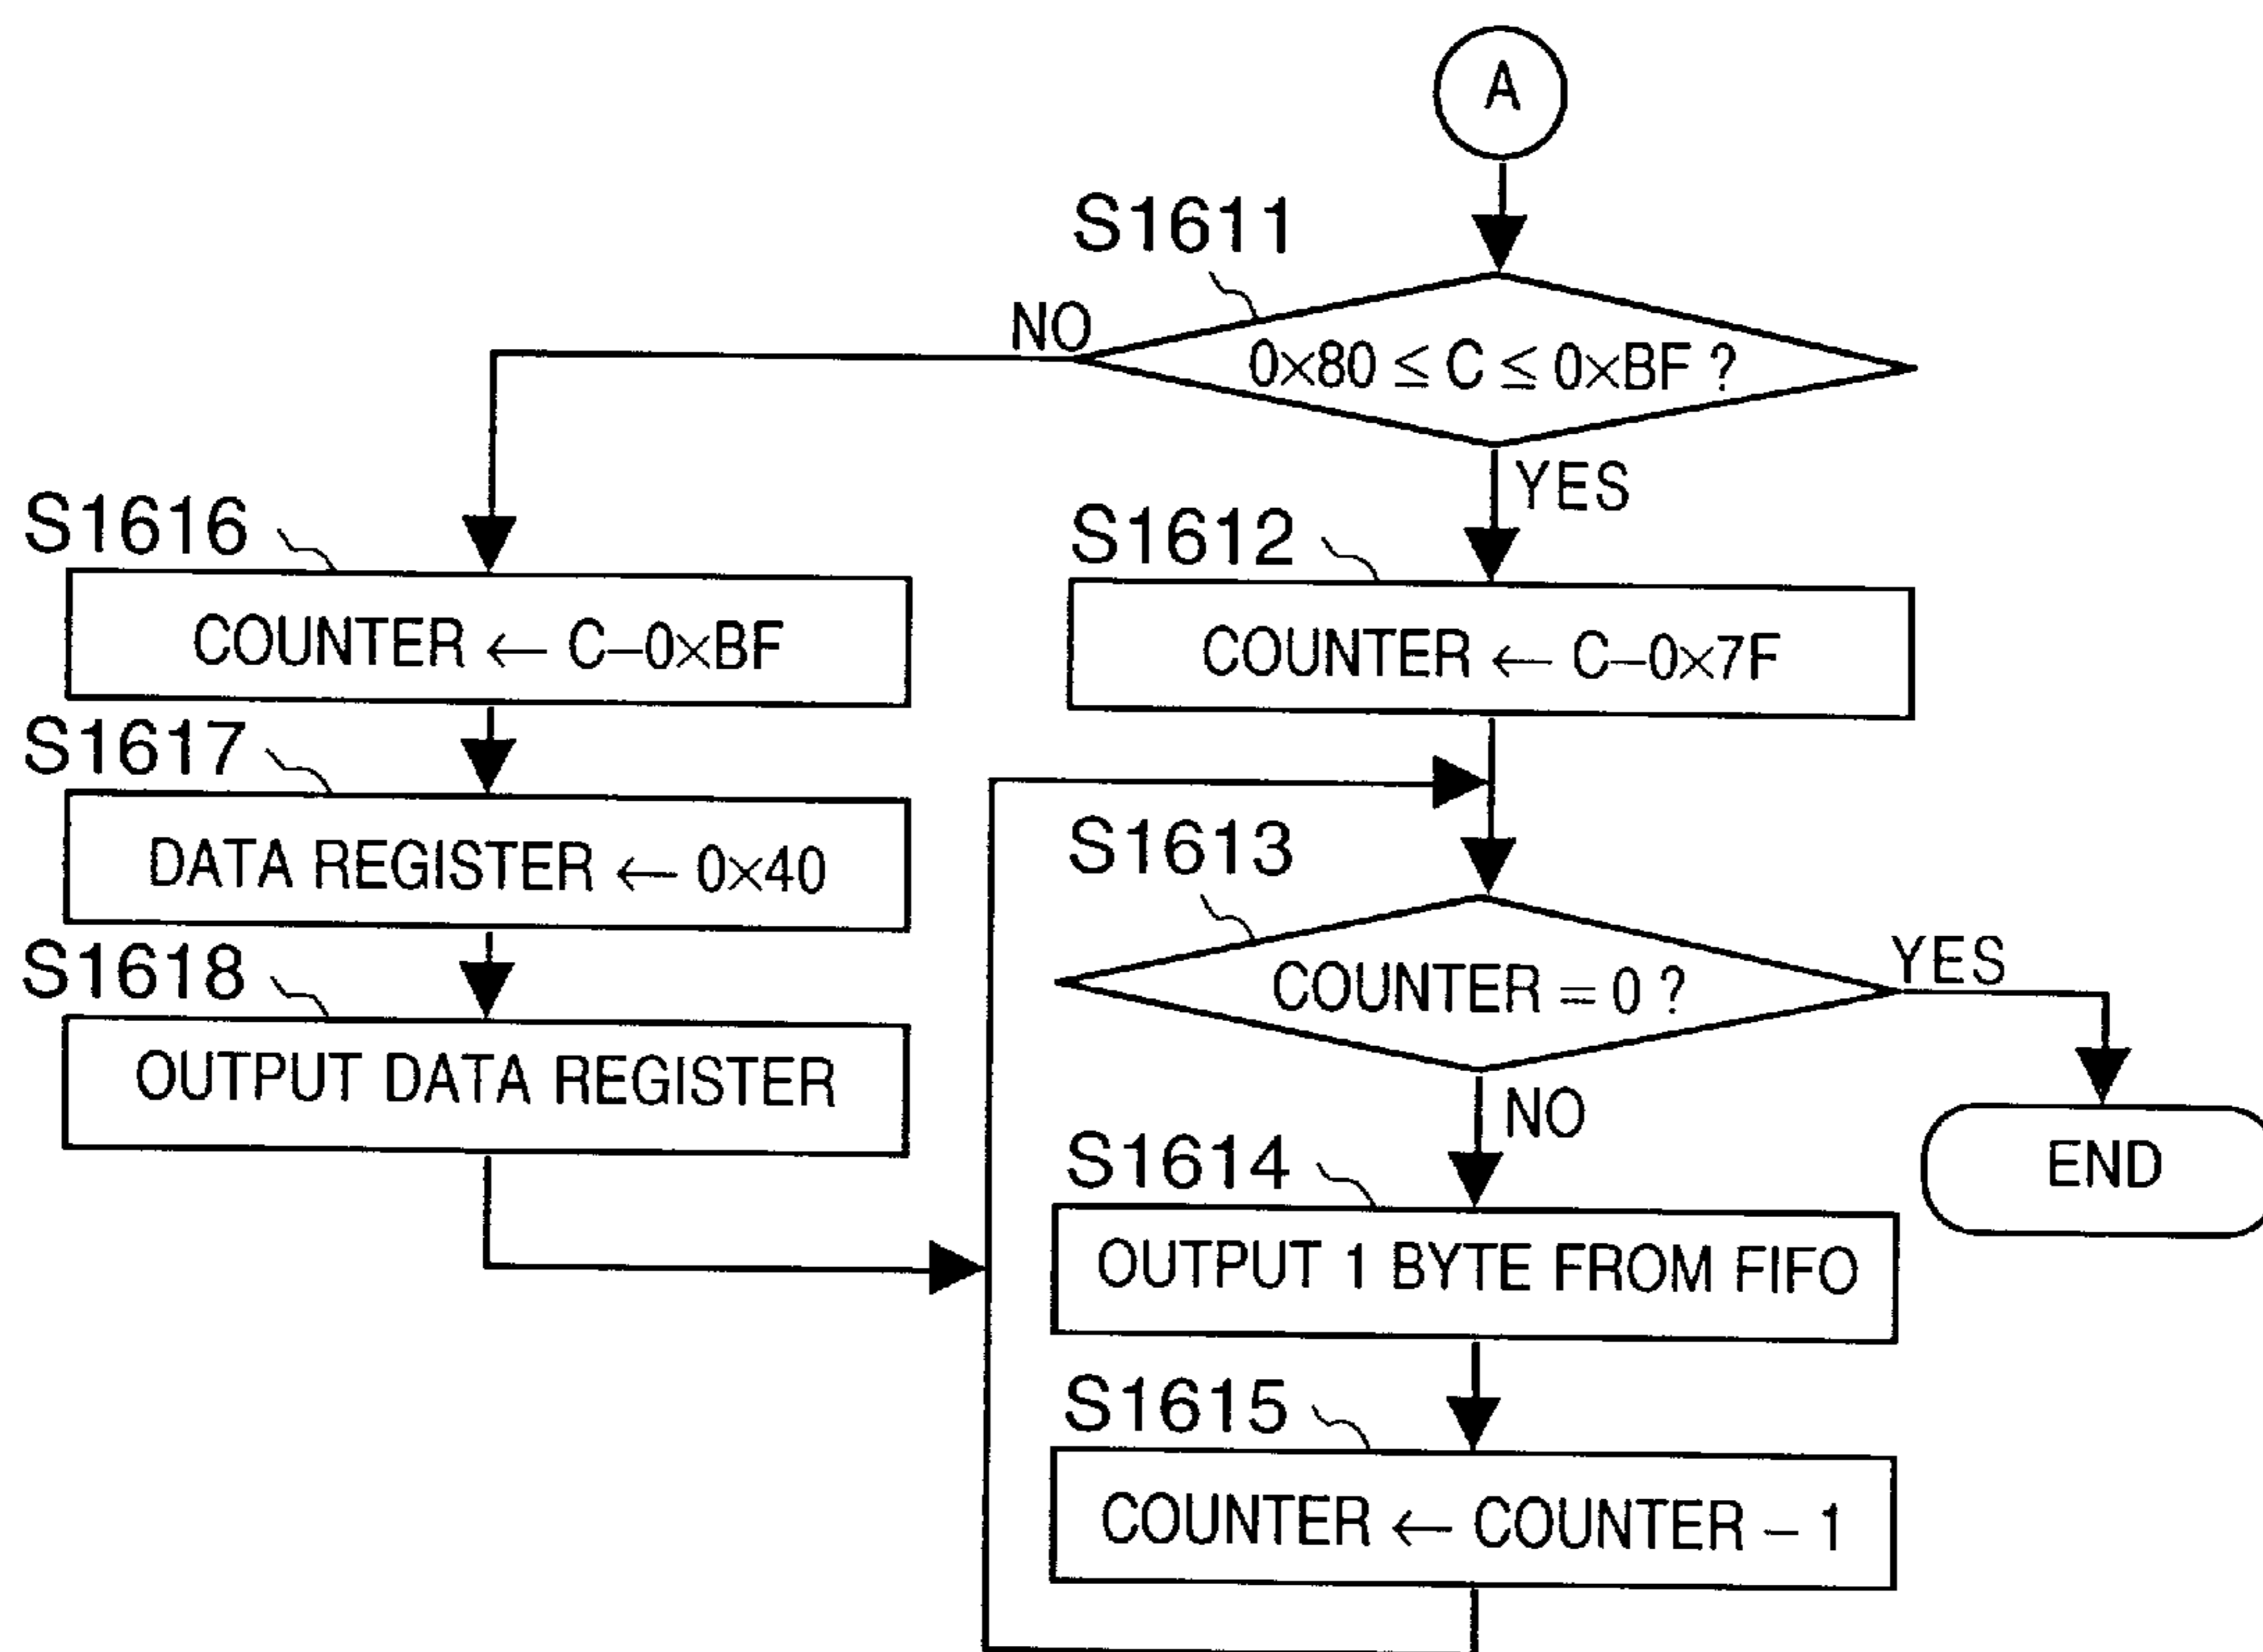 A
S1611
NO
0×80 ≤ C ≤ 0×BF ?
YES
S1616
COUNTER ← C–0×BF
S1612
COUNTER ← C–0×7F
S1617
DATA REGISTER ← 0×40
S1613
COUNTER = 0 ?
YES
S1618
OUTPUT DATA REGISTER
NO
END
S1614
OUTPUT 1 BYTE FROM FIFO
S1615
COUNTER ← COUNTER – 1